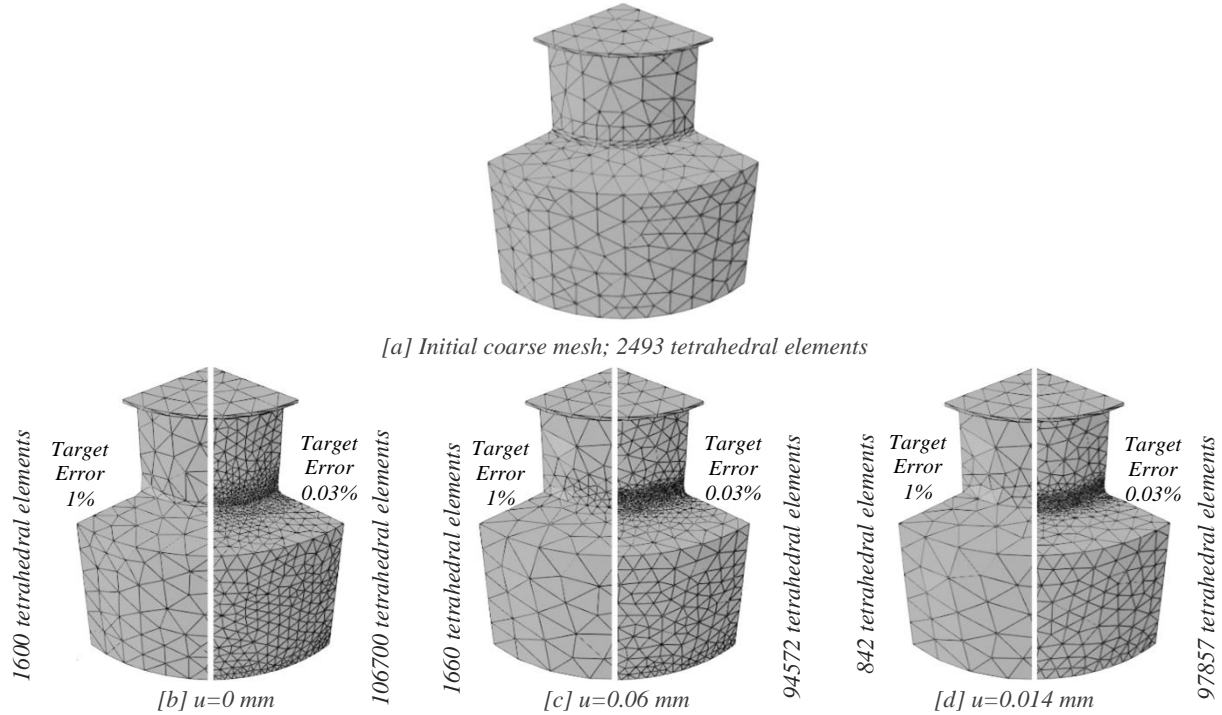 [a] Initial coarse mesh; 2493 tetrahedral elements
1600 tetrahedral elements
Target
Error
1%
Target
Error
0.03%
106700 tetrahedral elements
[b] u=0 mm
1660 tetrahedral elements
Target
Error
1%
Target
Error
0.03%
94572 tetrahedral elements
[c] u=0.06 mm
842 tetrahedral elements
Target
Error
1%
Target
Error
0.03%
97857 tetrahedral elements
[d] u=0.014 mm